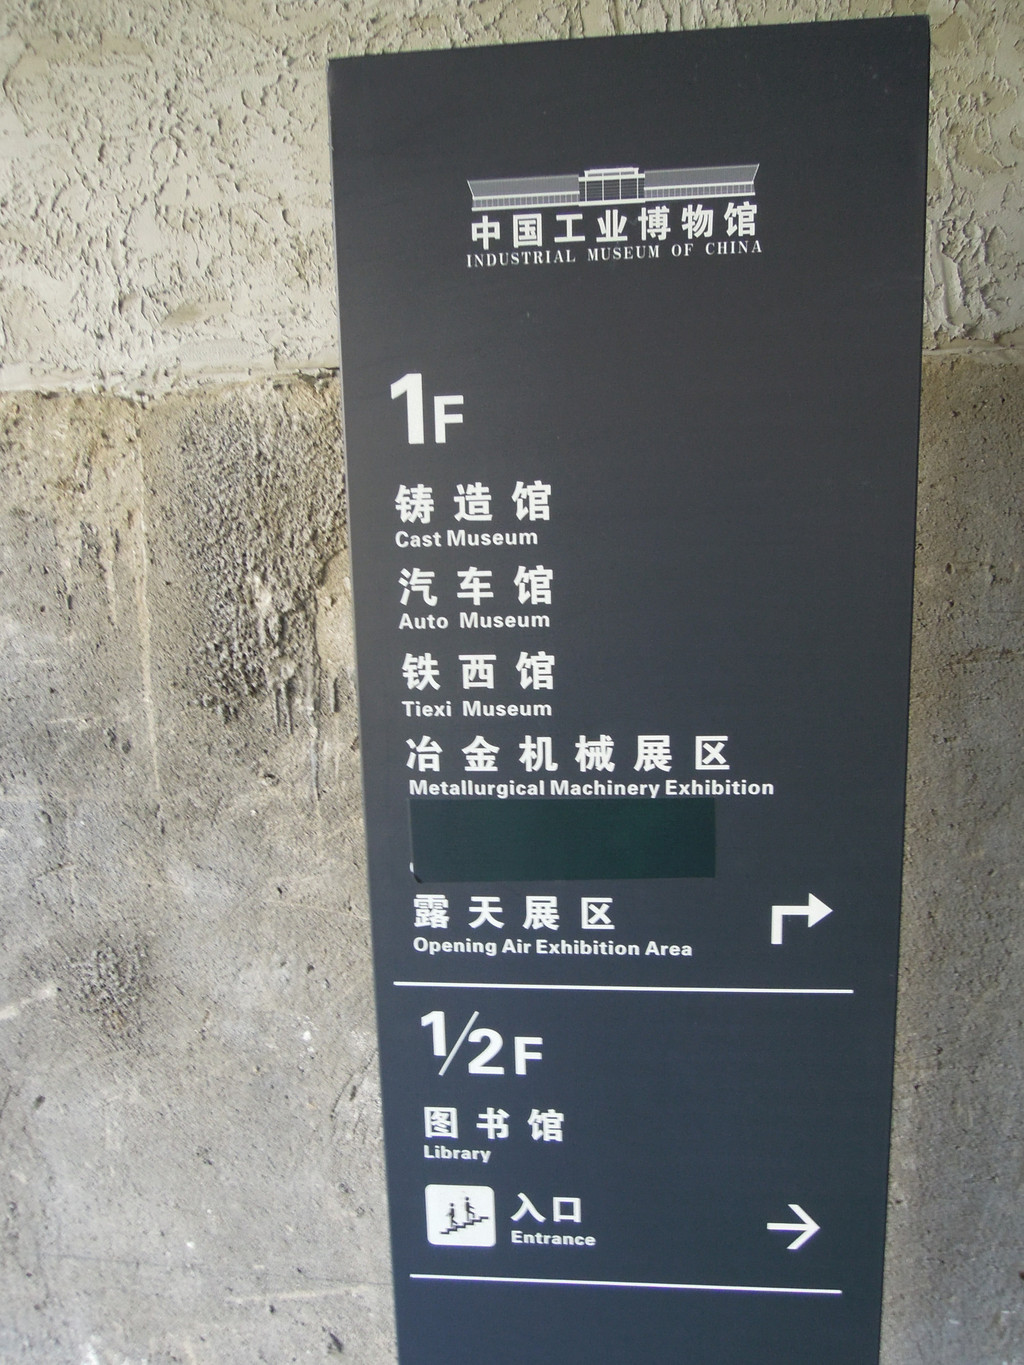 中国工业博物馆
INDUSTRIAL MUSEUM OF CHINA
1F
铸造馆
Cast Museum
汽车馆
Auto Museum
铁西馆
Tiexi Museum
冶金机械展区
Metallurgical Machinery Exhibition
露天展区
Opening Air Exhibition Area
1/2F
图书馆
Library
入口
Entrance